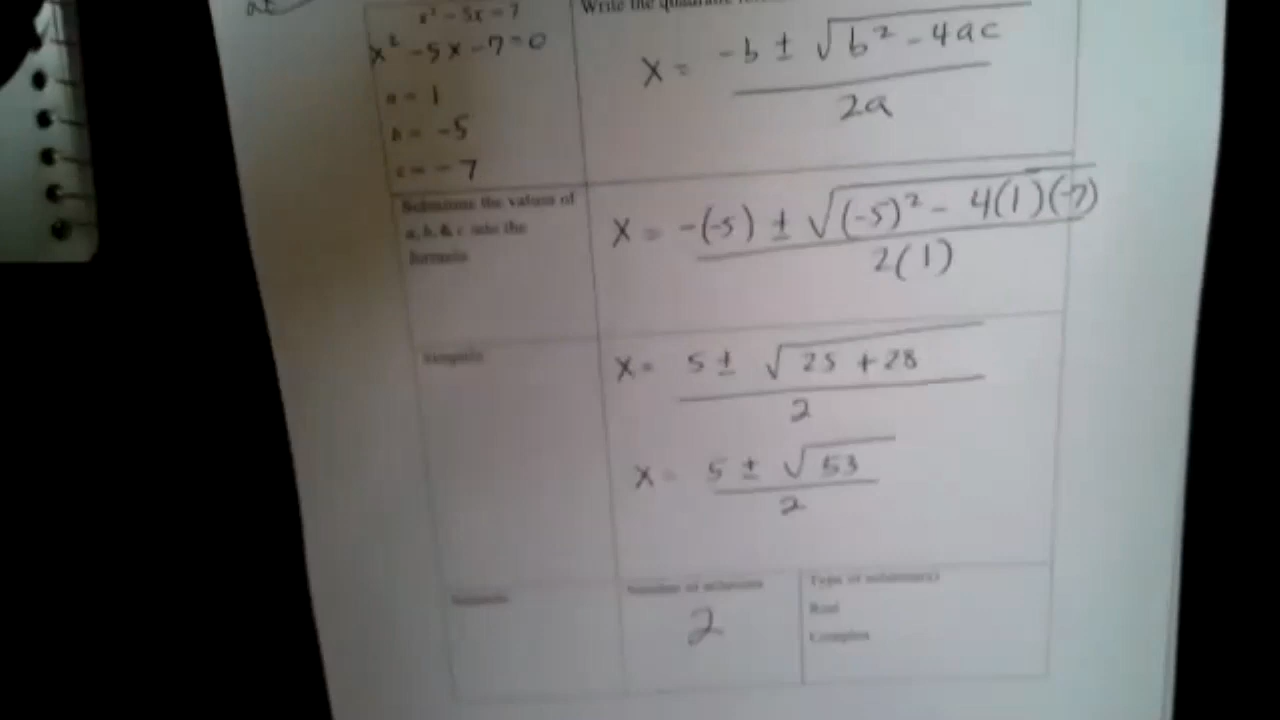 x² - 5x - 7
Write the quadratic
x² - 5x - 7 = 0
a = 1
b = -5
c = -7
x = -b ± √b² - 4ac
2a
Substitute the values of
a, b, & c into the
formula
x = -(-5) ± √(-5)² - 4(1)(-7)
2(1)
Simplify
x = 5 ± √25 + 28
2
x = 5 ± √53
2
Number of solutions
2
Type of solution(s)
Real
Complex